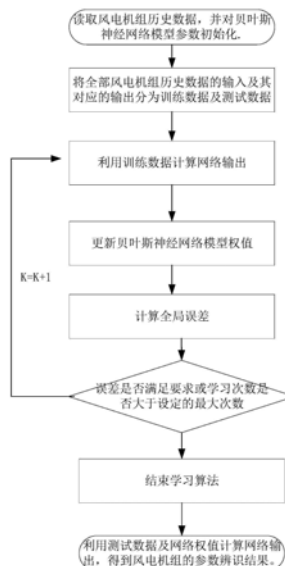 读取风电机组历史数据，并对贝叶斯
神经网络模型参数初始化.
将全部风电机组历史数据的输入及其
对应的输出分为训练数据及测试数据
利用训练数据计算网络输出
更新贝叶斯神经网络模型权值
K=K+1
计算全局误差
误差是否满足要求或学习次数是
否大于设定的最大次数
结束学习算法
利用测试数据及网络权值计算网络输
出，得到风电机组的参数辨识结果。